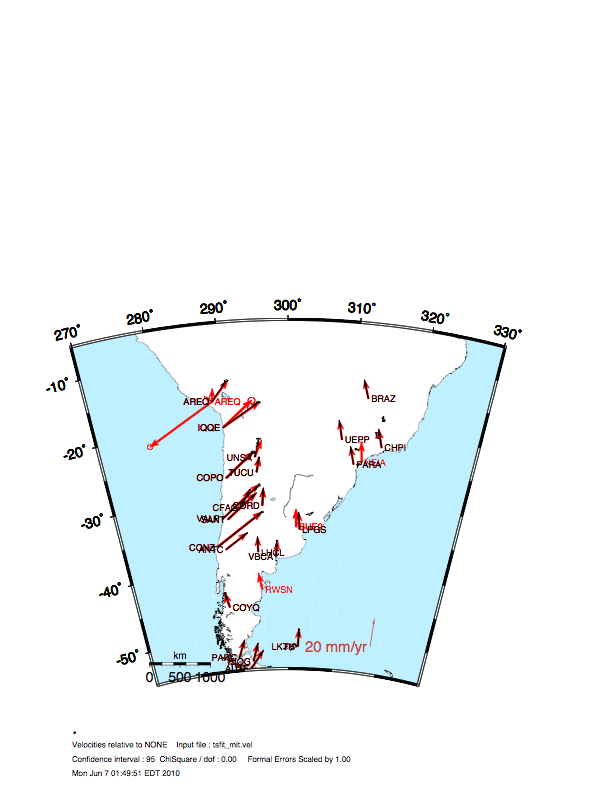 270° 280° 290° 300° 310° 320° 330°
-10°
BRAZ
AREQ AREQ
IQQE
UEPP
CHPI
-20°
UNSA
PARA
TUCU
COPO
CFAG CORD
SANT
-30°
LPGS
CONZ
ANTC
LHCL
VBCA
-40°
RWSN
COYQ
20 mm/yr
-50°
PARC
km
0 500 1000
Velocities relative to NONE Input file : tsfit_mit.vel
Confidence interval : 95 ChiSquare / dof : 0.00 Formal Errors Scaled by 1.00
Mon Jun 7 01:49:51 EDT 2010